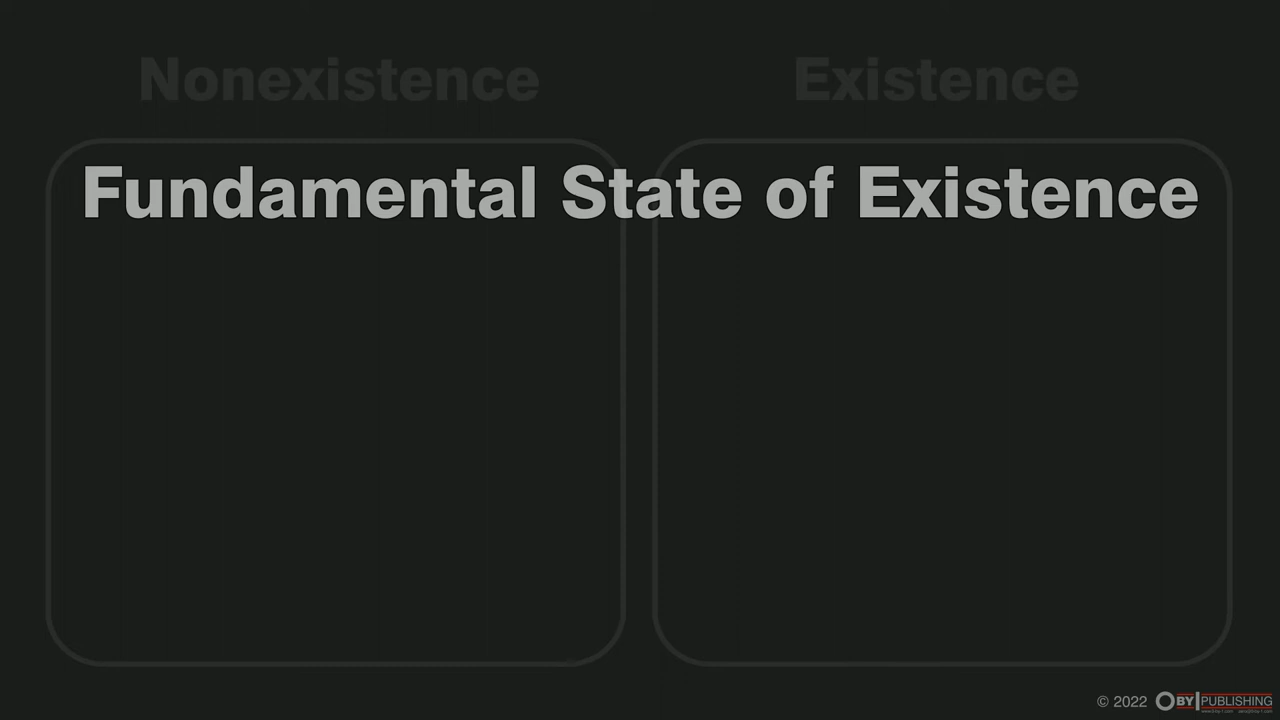 Nonexistence Existence
Fundamental State of Existence
© 2022 OBY PUBLISHING